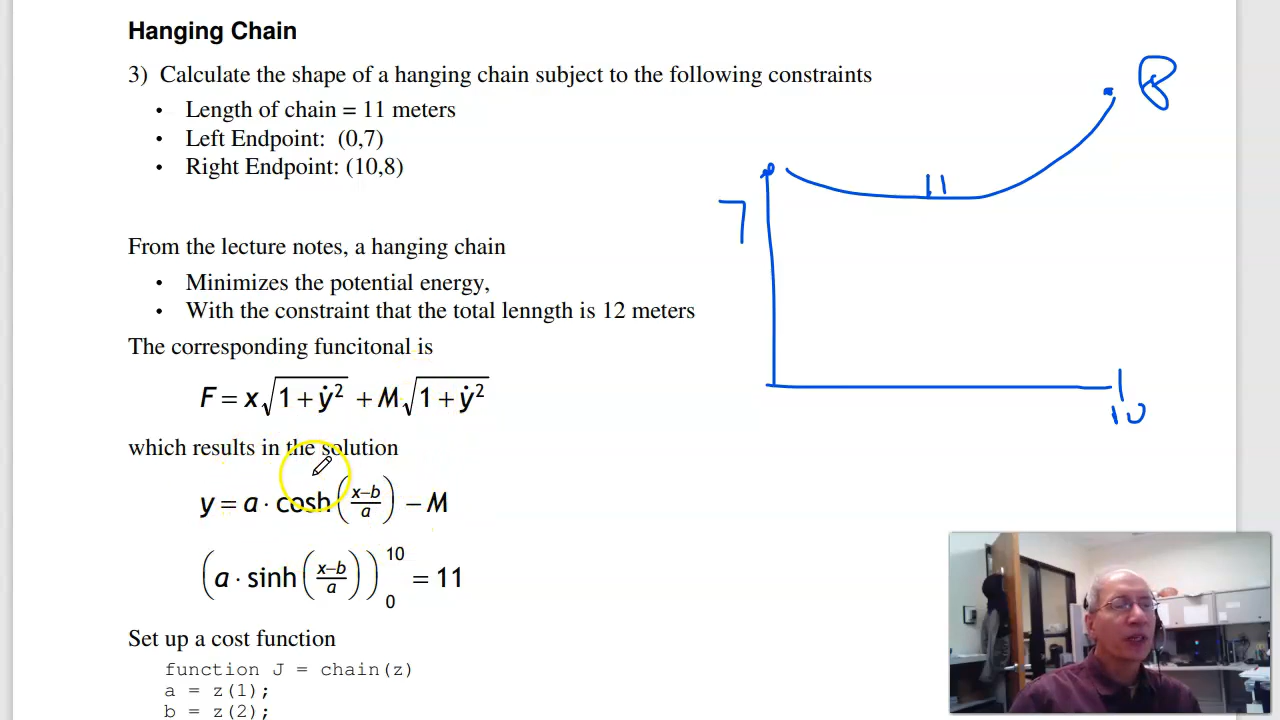 Hanging Chain
3) Calculate the shape of a hanging chain subject to the following constraints
• Length of chain = 11 meters
• Left Endpoint: (0,7)
• Right Endpoint: (10,8)
From the lecture notes, a hanging chain
• Minimizes the potential energy,
• With the constraint that the total lenngth is 12 meters
The corresponding funcitonal is
F = x√(1 + ẏ²) + M√(1 + ẏ²)
which results in the solution
y = a · cosh((x–b)/a) – M
(a · sinh((x–b)/a))₀¹⁰ = 11
Set up a cost function
function J = chain(z)
a = z(1);
b = z(2);
8
11
7
10